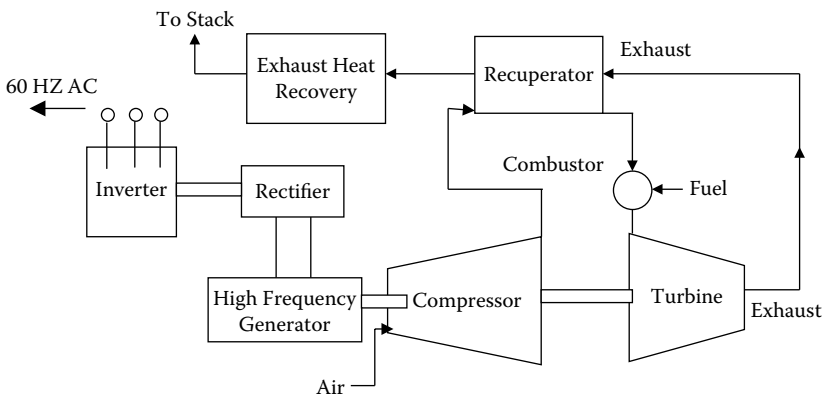 To Stack
60 HZ AC
Exhaust Heat
Recovery
Recuperator
Exhaust
Combustor
Fuel
Inverter
Rectifier
High Frequency
Generator
Compressor
Turbine
Exhaust
Air